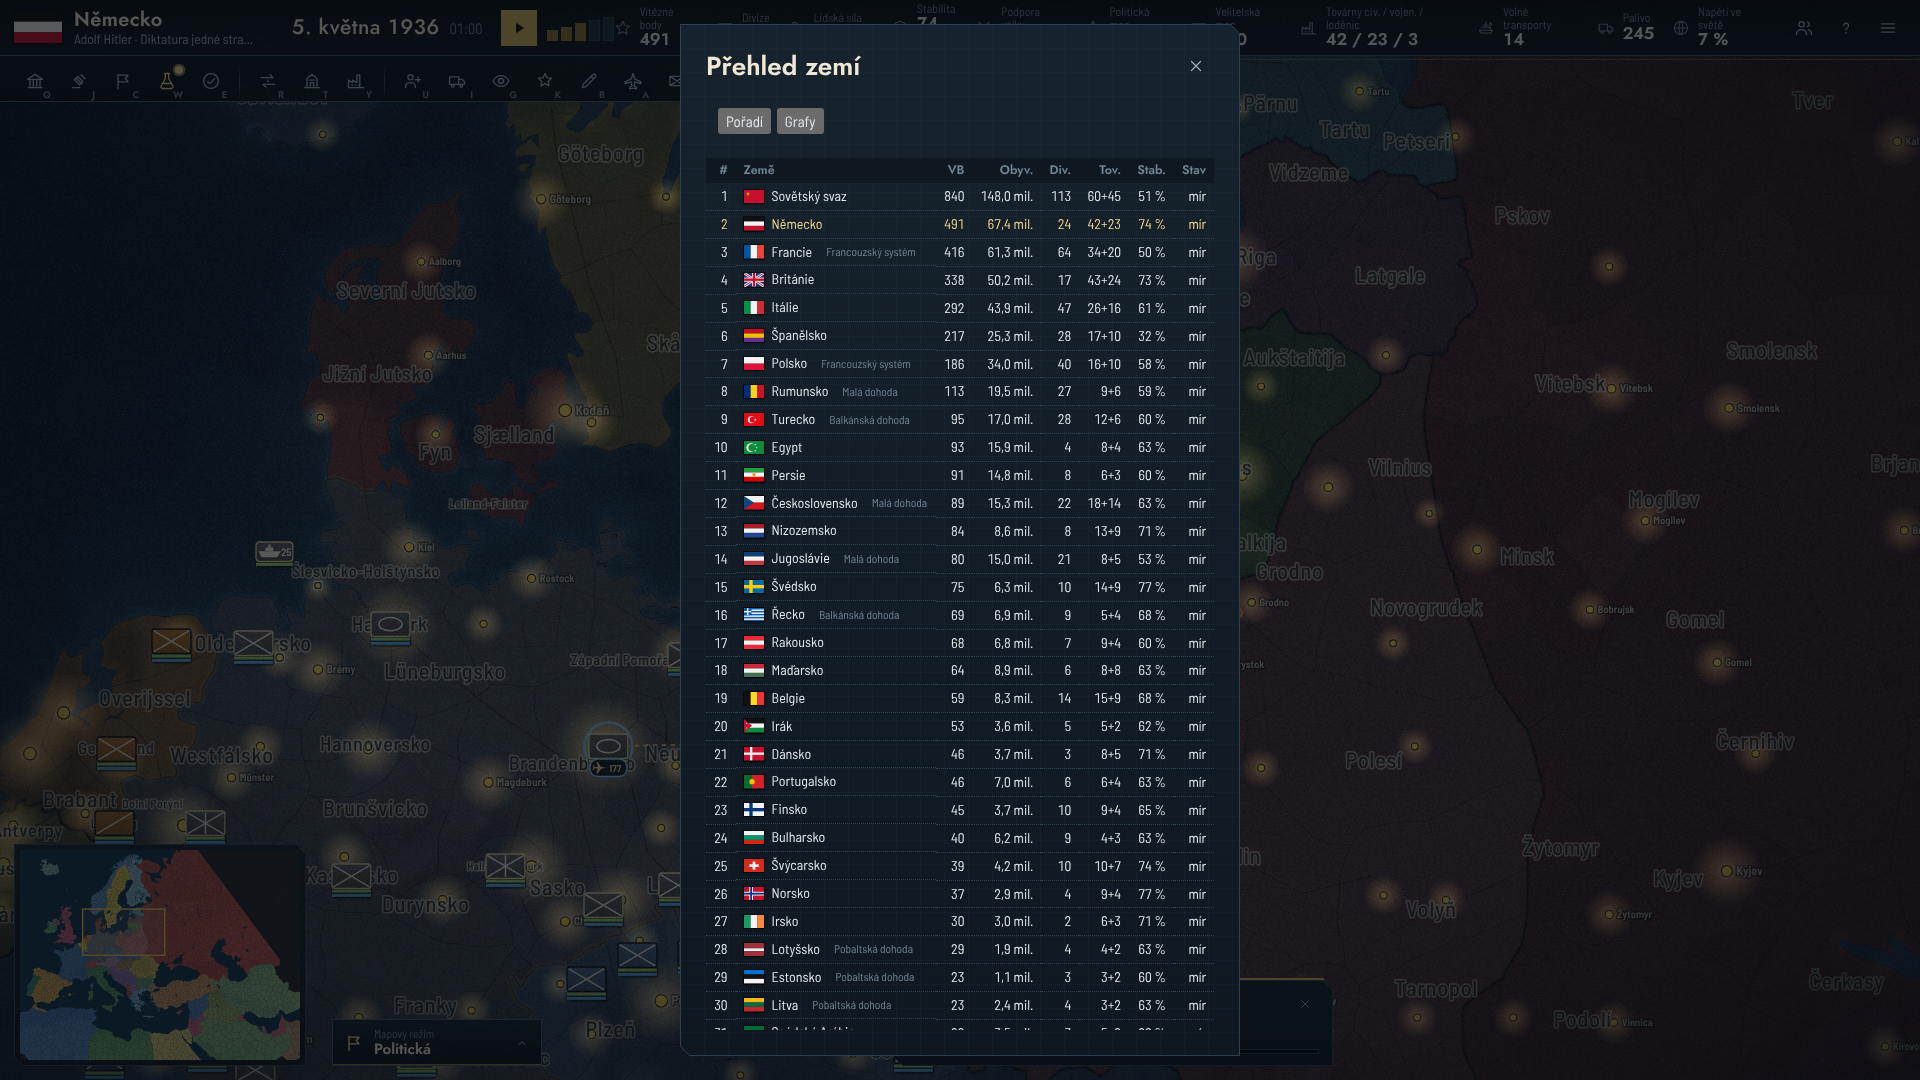 Německo
Adolf Hitler · Diktatura jedné stra...
5. května 1936 01:00
Vítězné body
491
Divize
Lidská síla
Stabilita
74
Podpora
Politická
Velitelská
Továrny civ. / vojen. / loděnic
42 / 23 / 3
Volné transporty
14
Palivo
245
Napětí ve světě
7 %
?
Q J C W E R T Y U I G K B A
Přehled zemí
Pořadí Grafy
# Země VB Obyv. Div. Tov. Stab. Stav
1 Sovětský svaz 840 148,0 mil. 113 60+45 51 % mír
2 Německo 491 67,4 mil. 24 42+23 74 % mír
3 Francie Francouzský systém 416 61,3 mil. 64 34+20 50 % mír
4 Británie 338 50,2 mil. 17 43+24 73 % mír
5 Itálie 292 43,9 mil. 47 26+16 61 % mír
6 Španělsko 217 25,3 mil. 28 17+10 32 % mír
7 Polsko Francouzský systém 186 34,0 mil. 40 16+10 58 % mír
8 Rumunsko Malá dohoda 113 19,5 mil. 27 9+6 59 % mír
9 Turecko Balkánská dohoda 95 17,0 mil. 28 12+6 60 % mír
10 Egypt 93 15,9 mil. 4 8+4 63 % mír
11 Persie 91 14,8 mil. 8 6+3 60 % mír
12 Československo Malá dohoda 89 15,3 mil. 22 18+14 63 % mír
13 Nizozemsko 84 8,6 mil. 8 13+9 71 % mír
14 Jugoslávie Malá dohoda 80 15,0 mil. 21 8+5 53 % mír
15 Švédsko 75 6,3 mil. 10 14+9 77 % mír
16 Řecko Balkánská dohoda 69 6,9 mil. 9 5+4 68 % mír
17 Rakousko 68 6,8 mil. 7 9+4 60 % mír
18 Maďarsko 64 8,9 mil. 6 8+8 63 % mír
19 Belgie 59 8,3 mil. 14 15+9 68 % mír
20 Irák 53 3,6 mil. 5 5+2 62 % mír
21 Dánsko 46 3,7 mil. 3 8+5 71 % mír
22 Portugalsko 46 7,0 mil. 6 6+4 63 % mír
23 Finsko 45 3,7 mil. 10 9+4 65 % mír
24 Bulharsko 40 6,2 mil. 9 4+3 63 % mír
25 Švýcarsko 39 4,2 mil. 10 10+7 74 % mír
26 Norsko 37 2,9 mil. 4 9+4 77 % mír
27 Irsko 30 3,0 mil. 2 6+3 71 % mír
28 Lotyšsko Pobaltská dohoda 29 1,9 mil. 4 4+2 63 % mír
29 Estonsko Pobaltská dohoda 23 1,1 mil. 3 3+2 60 % mír
30 Litva Pobaltská dohoda 23 2,4 mil. 4 3+2 63 % mír
Göteborg
Göteborg
Aalborg
Severní Jutsko
Aarhus
Jižní Jutsko
Kodaň
Sjælland
Fyn
Lolland-Falster
Kiel
25
Šlesvicko-Holštýnsko
Rostock
Brémy
Lüneburgsko
Overijssel
Westfálsko
Münster
Hannoversko
Magdeburk
177
Brabant
Dolní Porýní
Antverpy
Brunšvicko
Sasko
Durynsko
Franky
Plzeň
Mapový režim
Politická
Pärnu
Tartu
Tartu
Petseri
Vidzeme
Tver
Pskov
Riga
Latgale
Aukštaitija
Smolensk
Smolensk
Vitebsk
Vitebsk
Vilnius
Mogilev
Mogilev
Minsk
Grodno
Grodno
Novogrudek
Bobrujsk
Gomel
Gomel
Polesí
Černihiv
Žytomyr
Žytomyr
Kyjev
Kyjev
Volyň
Tarnopol
Podolí
Vinnica
Čerkasy